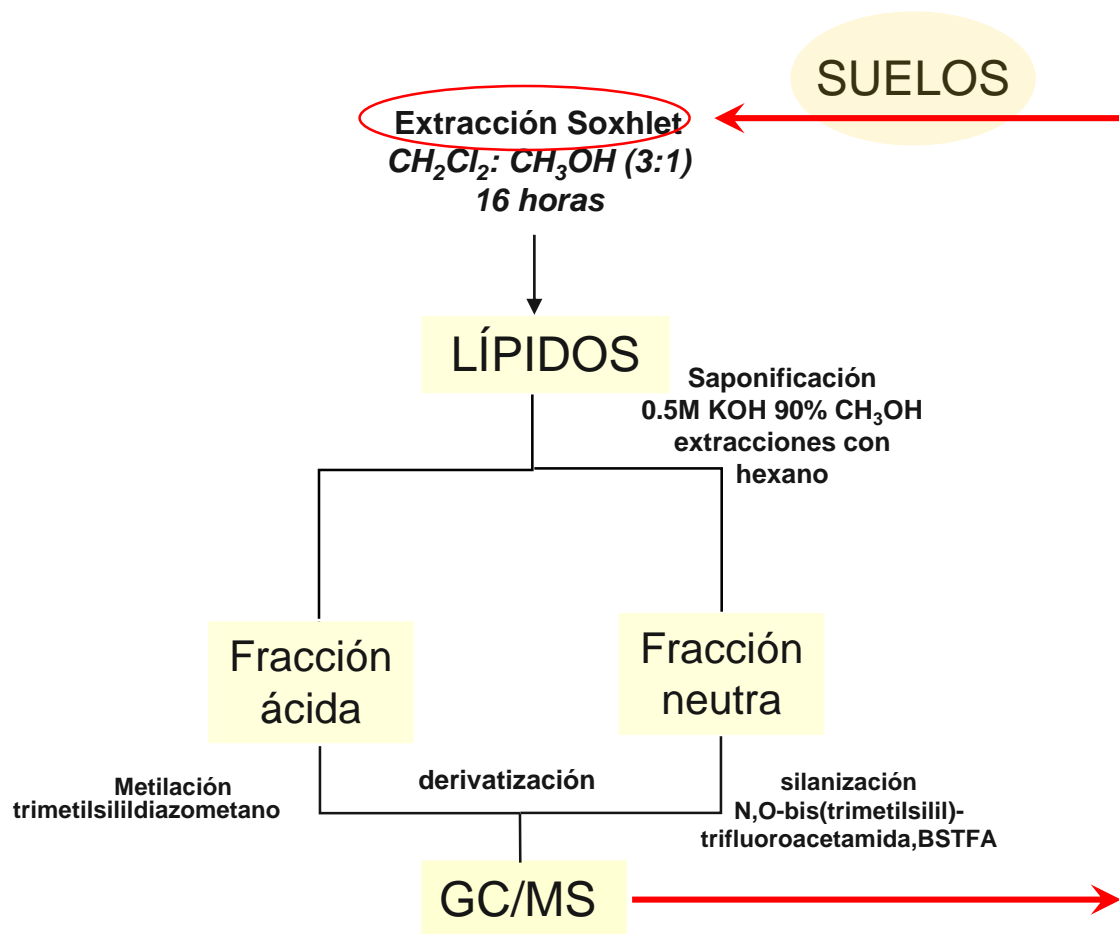 SUELOS
Extracción Soxhlet
CH₂Cl₂: CH₃OH (3:1)
16 horas
LÍPIDOS
Saponificación
0.5M KOH 90% CH₃OH
extracciones con
hexano
Fracción
ácida
Fracción
neutra
Metilación
trimetilsilildiazometano
derivatización
silanización
N,O-bis(trimetilsilil)-
trifluoroacetamida,BSTFA
GC/MS